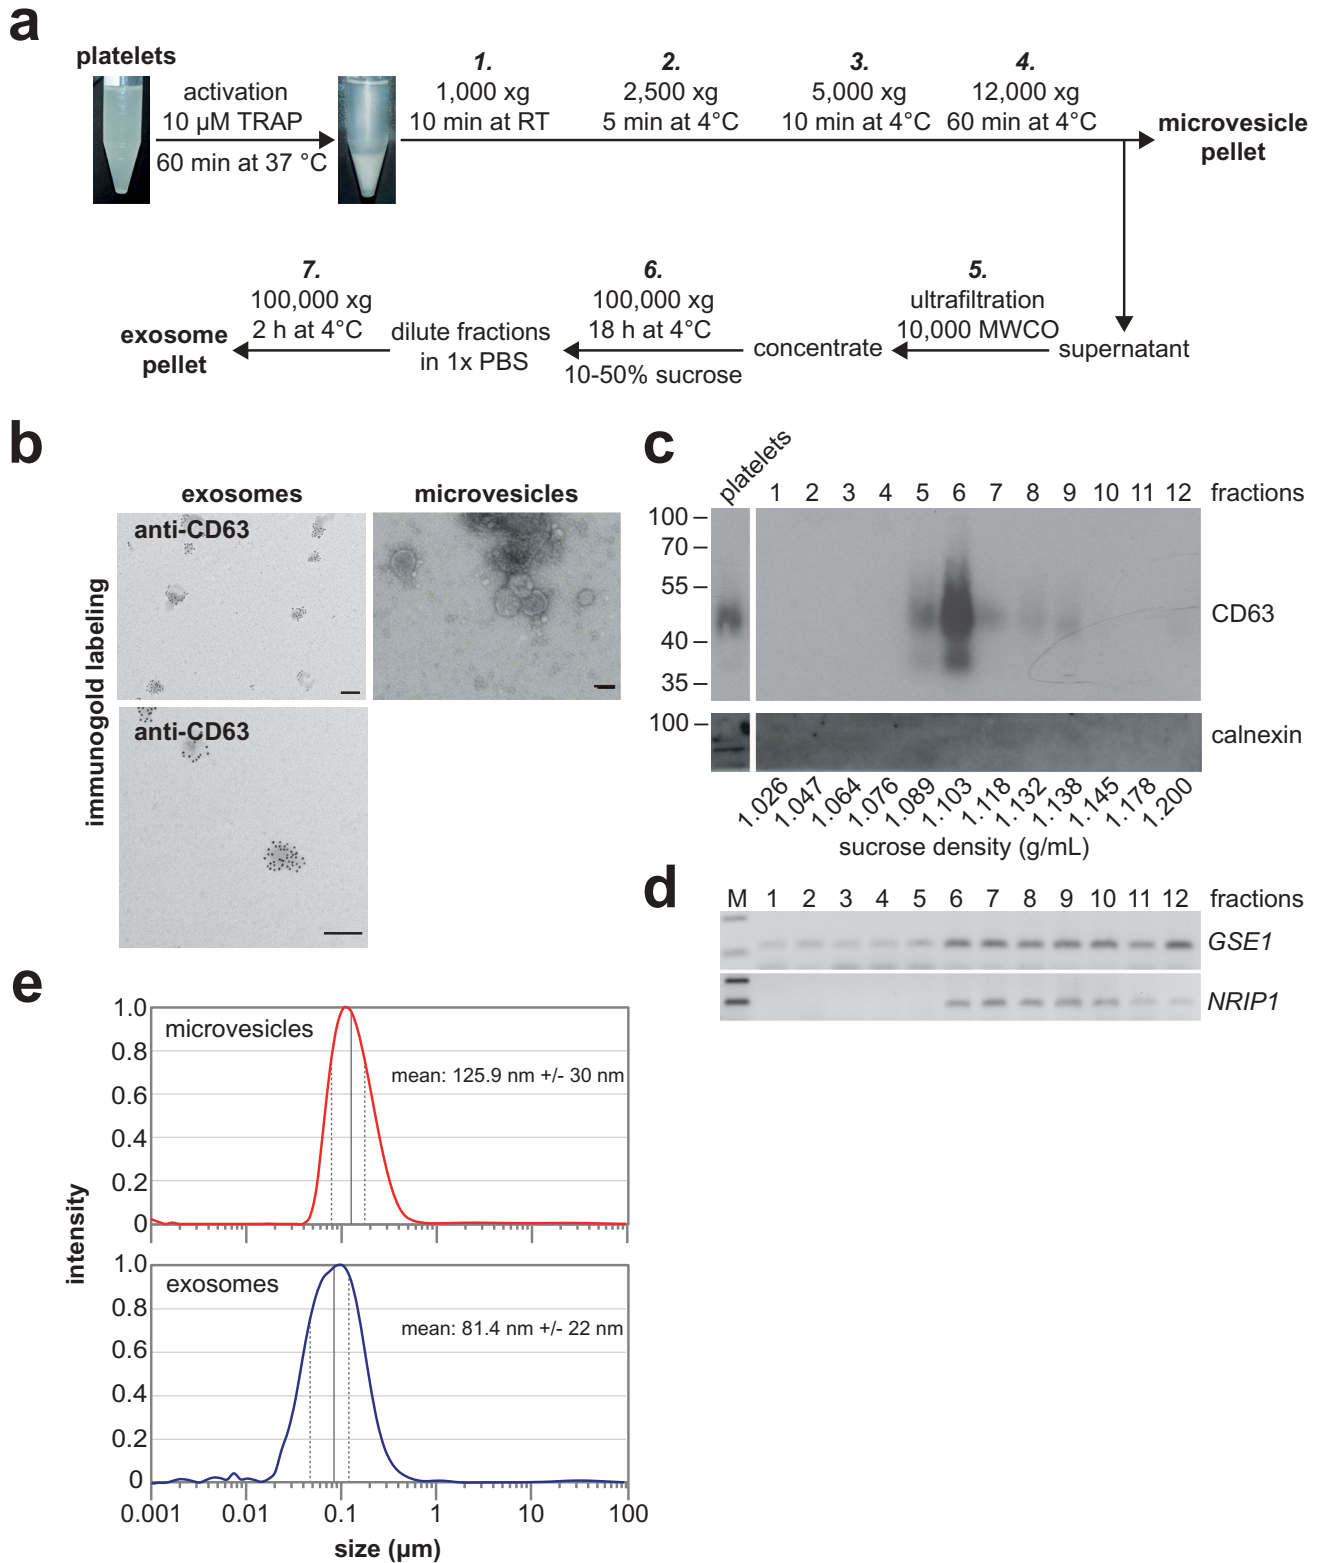 a
platelets
activation
10 µM TRAP
60 min at 37 °C
1.
1,000 xg
10 min at RT
2.
2,500 xg
5 min at 4°C
3.
5,000 xg
10 min at 4°C
4.
12,000 xg
60 min at 4°C
microvesicle
pellet
7.
100,000 xg
2 h at 4°C
exosome
pellet
dilute fractions
in 1x PBS
6.
100,000 xg
18 h at 4°C
10-50% sucrose
concentrate
5.
ultrafiltration
10,000 MWCO
supernatant
b
exosomes
microvesicles
immunogold labeling
anti-CD63
anti-CD63
c
platelets
1 2 3 4 5 6 7 8 9 10 11 12 fractions
100
70
55
40
35
CD63
100
calnexin
1.026 1.047 1.064 1.076 1.089 1.103 1.118 1.132 1.138 1.145 1.178 1.200
sucrose density (g/mL)
d
M 1 2 3 4 5 6 7 8 9 10 11 12 fractions
GSE1
NRIP1
e
intensity
1.0
0.8
0.6
0.4
0.2
0
microvesicles
mean: 125.9 nm +/- 30 nm
1.0
0.8
0.6
0.4
0.2
0
exosomes
mean: 81.4 nm +/- 22 nm
0.001 0.01 0.1 1 10 100
size (µm)